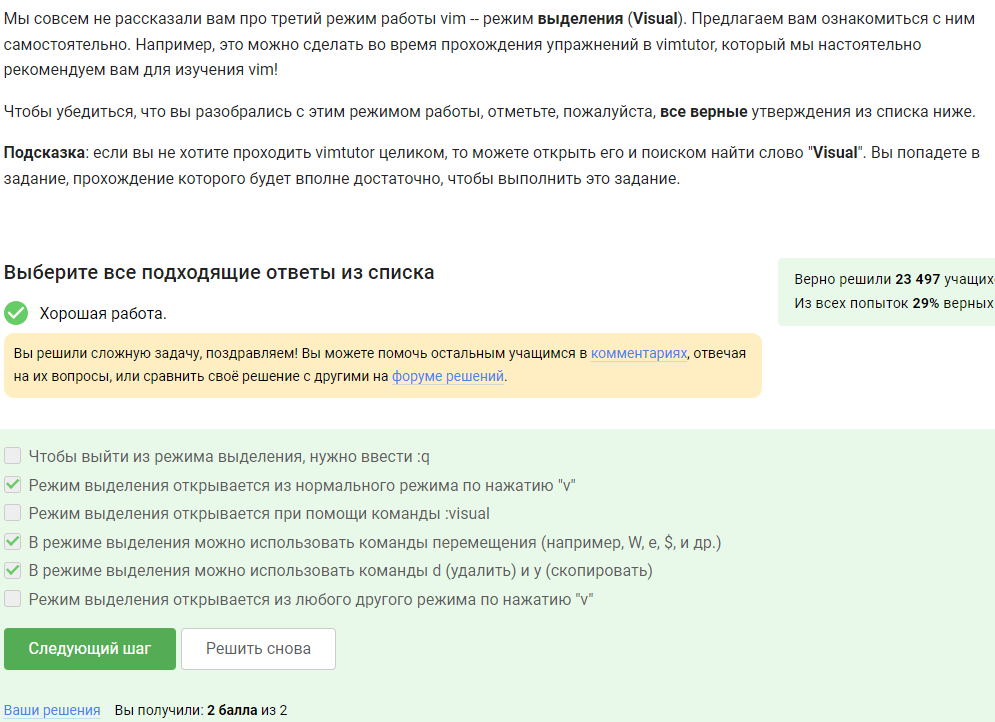 Мы совсем не рассказали вам про третий режим работы vim -- режим выделения (Visual). Предлагаем вам ознакомиться с ним
самостоятельно. Например, это можно сделать во время прохождения упражнений в vimtutor, который мы настоятельно
рекомендуем вам для изучения vim!
Чтобы убедиться, что вы разобрались с этим режимом работы, отметьте, пожалуйста, все верные утверждения из списка ниже.
Подсказка: если вы не хотите проходить vimtutor целиком, то можете открыть его и поиском найти слово "Visual". Вы попадете в
задание, прохождение которого будет вполне достаточно, чтобы выполнить это задание.
Выберите все подходящие ответы из списка
Верно решили 23 497 учащих
Из всех попыток 29% верных
Хорошая работа.
Вы решили сложную задачу, поздравляем! Вы можете помочь остальным учащимся в комментариях, отвечая
на их вопросы, или сравнить своё решение с другими на форуме решений.
Чтобы выйти из режима выделения, нужно ввести :q
Режим выделения открывается из нормального режима по нажатию "v"
Режим выделения открывается при помощи команды :visual
В режиме выделения можно использовать команды перемещения (например, W, e, $, и др.)
В режиме выделения можно использовать команды d (удалить) и y (скопировать)
Режим выделения открывается из любого другого режима по нажатию "v"
Следующий шаг
Решить снова
Ваши решения Вы получили: 2 балла из 2